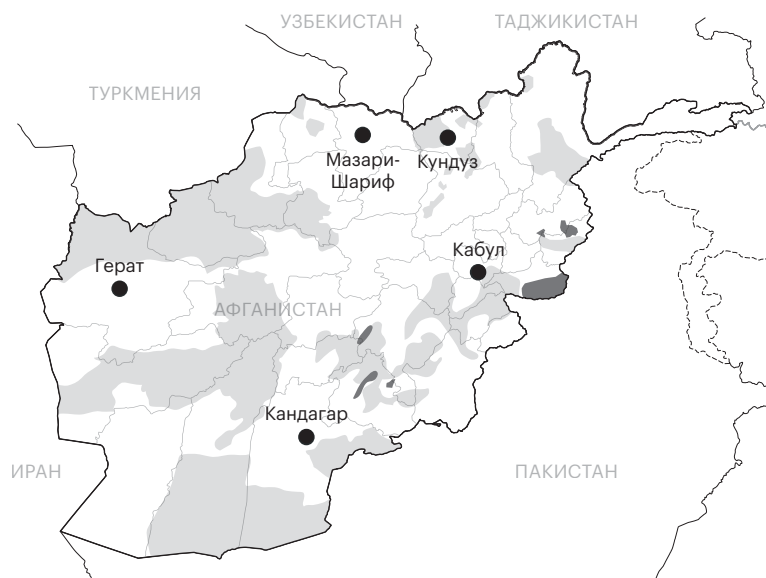 УЗБЕКИСТАН
ТАДЖИКИСТАН
ТУРКМЕНИЯ
Мазари-
Шариф
Кундуз
Кабул
Герат
АФГАНИСТАН
Кандагар
ИРАН
ПАКИСТАН